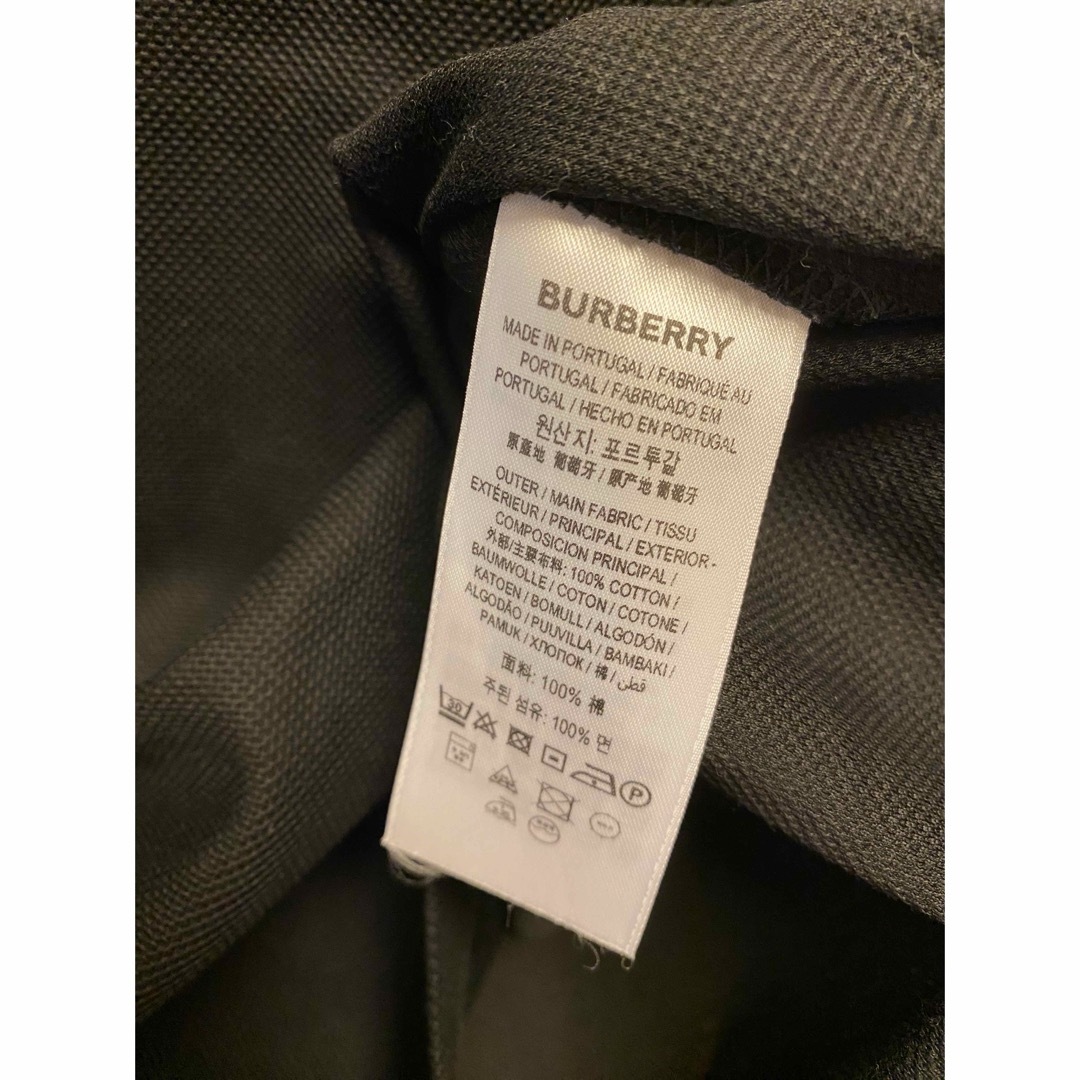 BURBERRY
MADE IN PORTUGAL / FABRIQUÉ AU
PORTUGAL / FABRICADO EM
PORTUGAL / HECHO EN PORTUGAL
원산지: 포르투갈
原產地 葡萄牙 / 原产地 葡萄牙
OUTER / MAIN FABRIC / TISSU
EXTÉRIEUR / PRINCIPAL / EXTERIOR -
COMPOSICION PRINCIPAL /
外部/主要布料: 100% COTTON /
BAUMWOLLE / COTON / COTONE /
KATOEN / BOMULL / ALGODÓN /
ALGODÃO / PUUVILLA / BAMBAKI /
PAMUK / ХЛОПОК / 棉 / قطن
面料: 100% 棉
주된 섬유: 100% 면
30
P